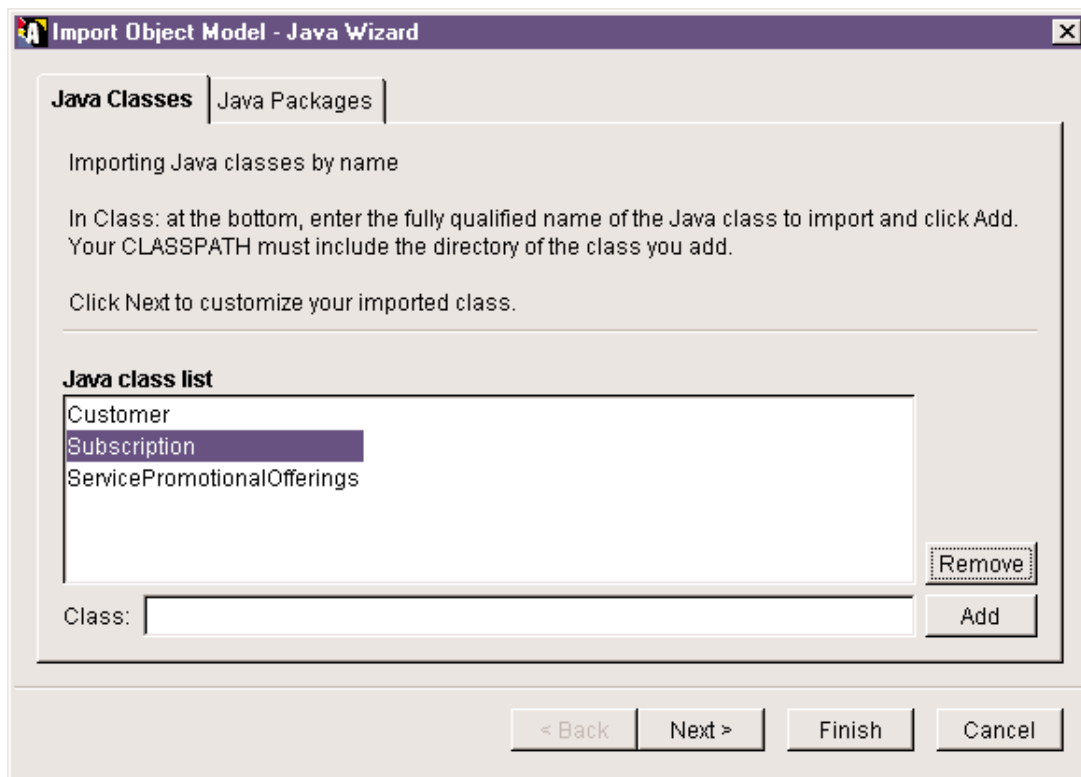 Import Object Model - Java Wizard
Java Classes
Java Packages
Importing Java classes by name
In Class: at the bottom, enter the fully qualified name of the Java class to import and click Add.
Your CLASSPATH must include the directory of the class you add.
Click Next to customize your imported class.
Java class list
Customer
Subscription
ServicePromotionalOfferings
Remove
Class:
Add
< Back
Next >
Finish
Cancel